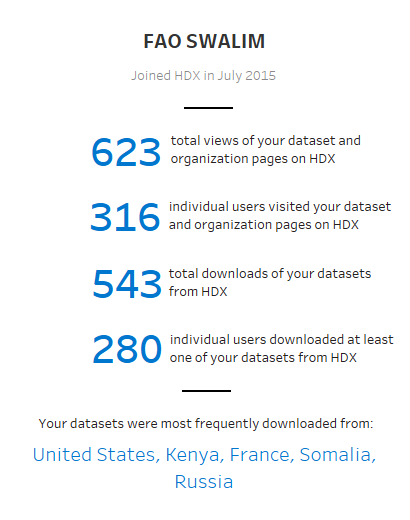 FAO SWALIM
Joined HDX in July 2015
623 total views of your dataset and
organization pages on HDX
316 individual users visited your dataset
and organization pages on HDX
543 total downloads of your datasets
from HDX
280 individual users downloaded at least
one of your datasets from HDX
Your datasets were most frequently downloaded from:
United States, Kenya, France, Somalia,
Russia